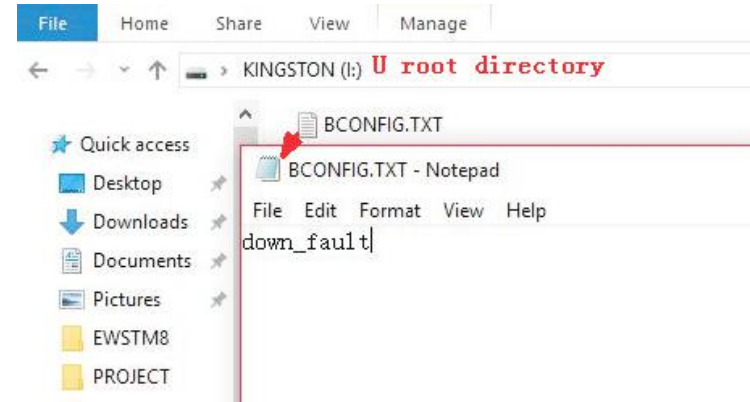 File Home Share View Manage
KINGSTON (I:) U root directory
BCONFIG.TXT
Quick access
BCONFIG.TXT - Notepad
Desktop
File Edit Format View Help
Downloads
down_fault
Documents
Pictures
EWSTM8
PROJECT